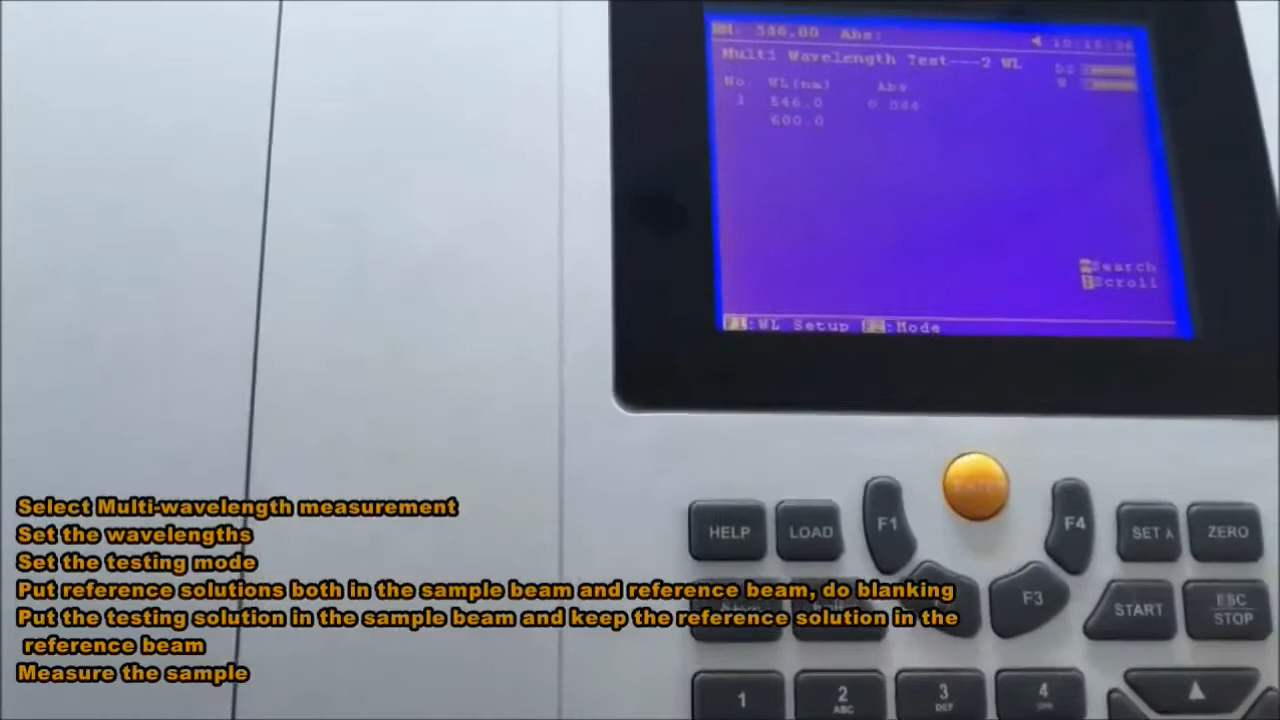 536.00 Abs:
Multi Wavelength Test---2 WL
No. WL(nm) Abs
1 546.0
600.0
Search
Scroll
F1:WL Setup F2:Mode
HELP
LOAD
F1
F4
SET λ
ZERO
F3
START
ESC
STOP
1
2
ABC
3
DEF
4
Select Multi-wavelength measurement
Set the wavelengths
Set the testing mode
Put reference solutions both in the sample beam and reference beam, do blanking
Put the testing solution in the sample beam and keep the reference solution in the
reference beam
Measure the sample